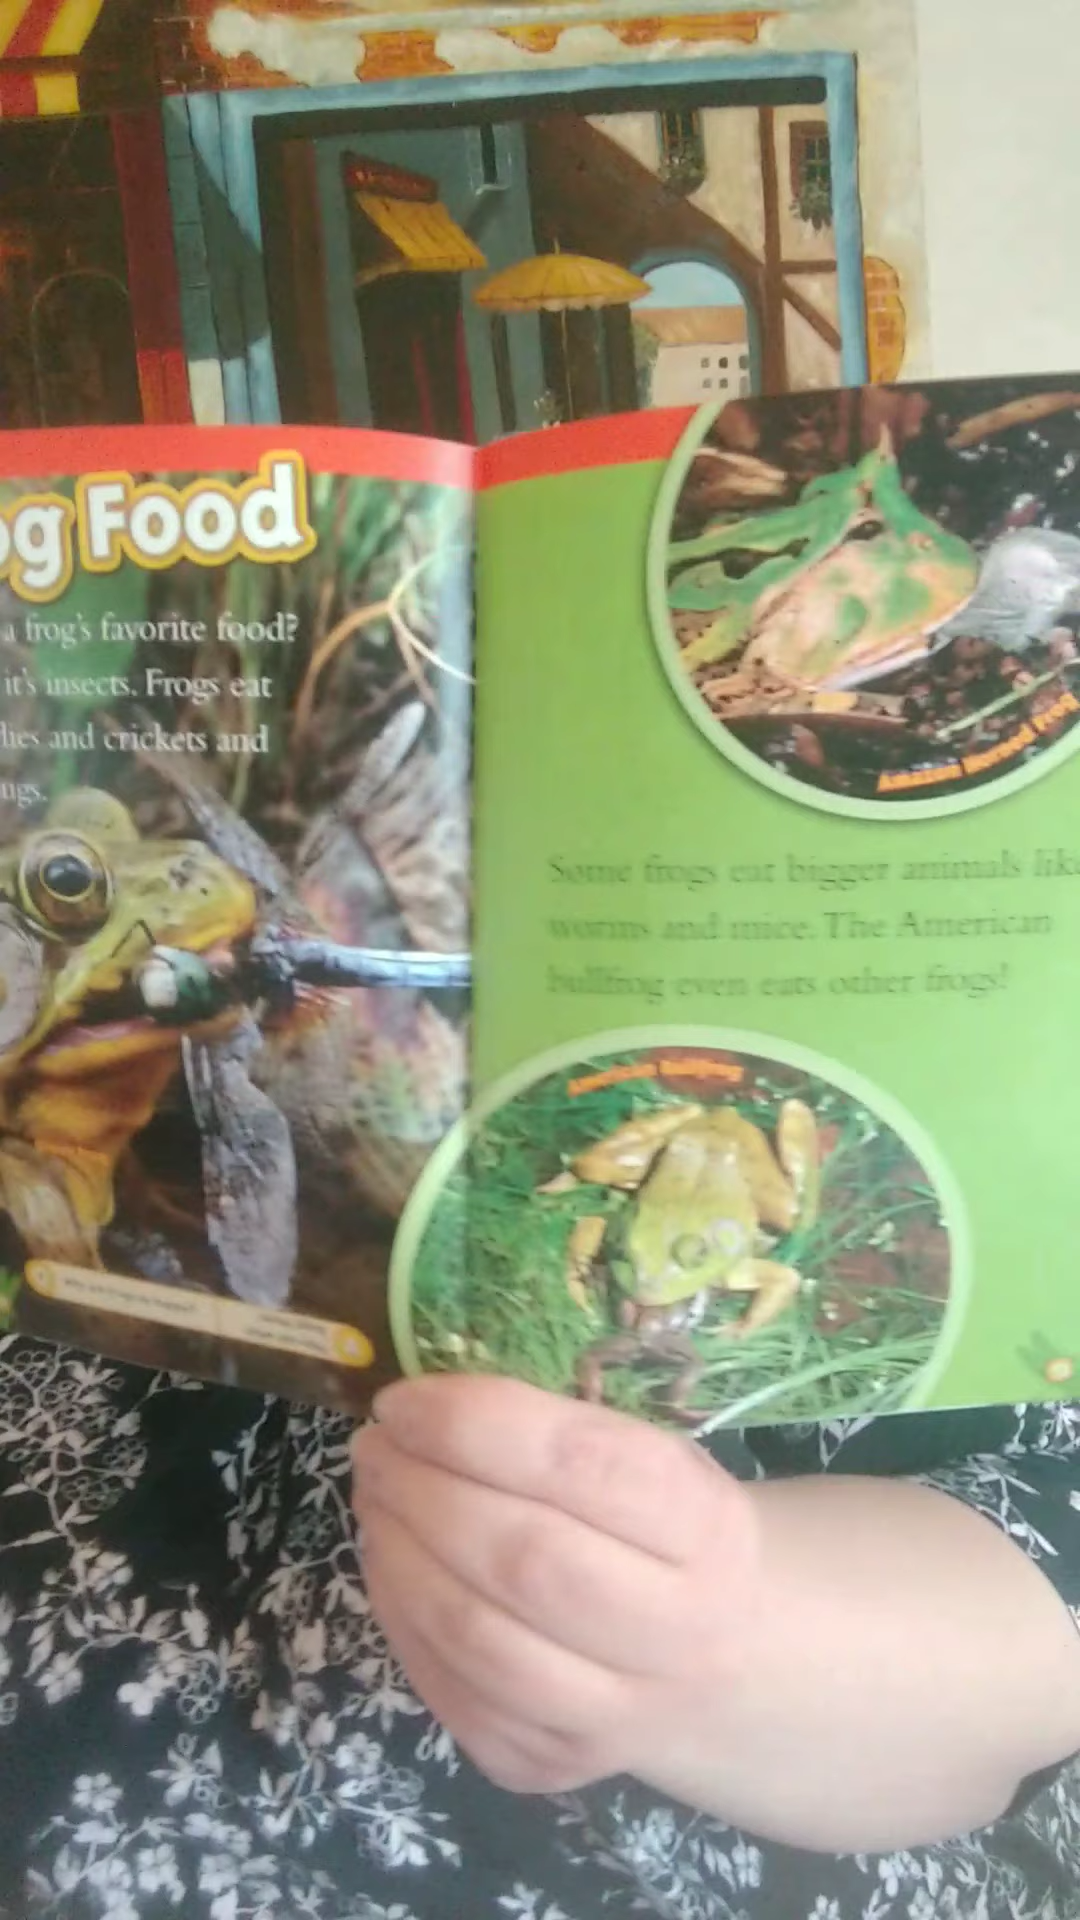 og Food
a frog's favorite food?
it's insects. Frogs eat
flies and crickets and
ugs.
Amazon Horned Frog
Some frogs eat bigger animals like
worms and mice. The American
bullfrog even eats other frogs!
American Bullfrog